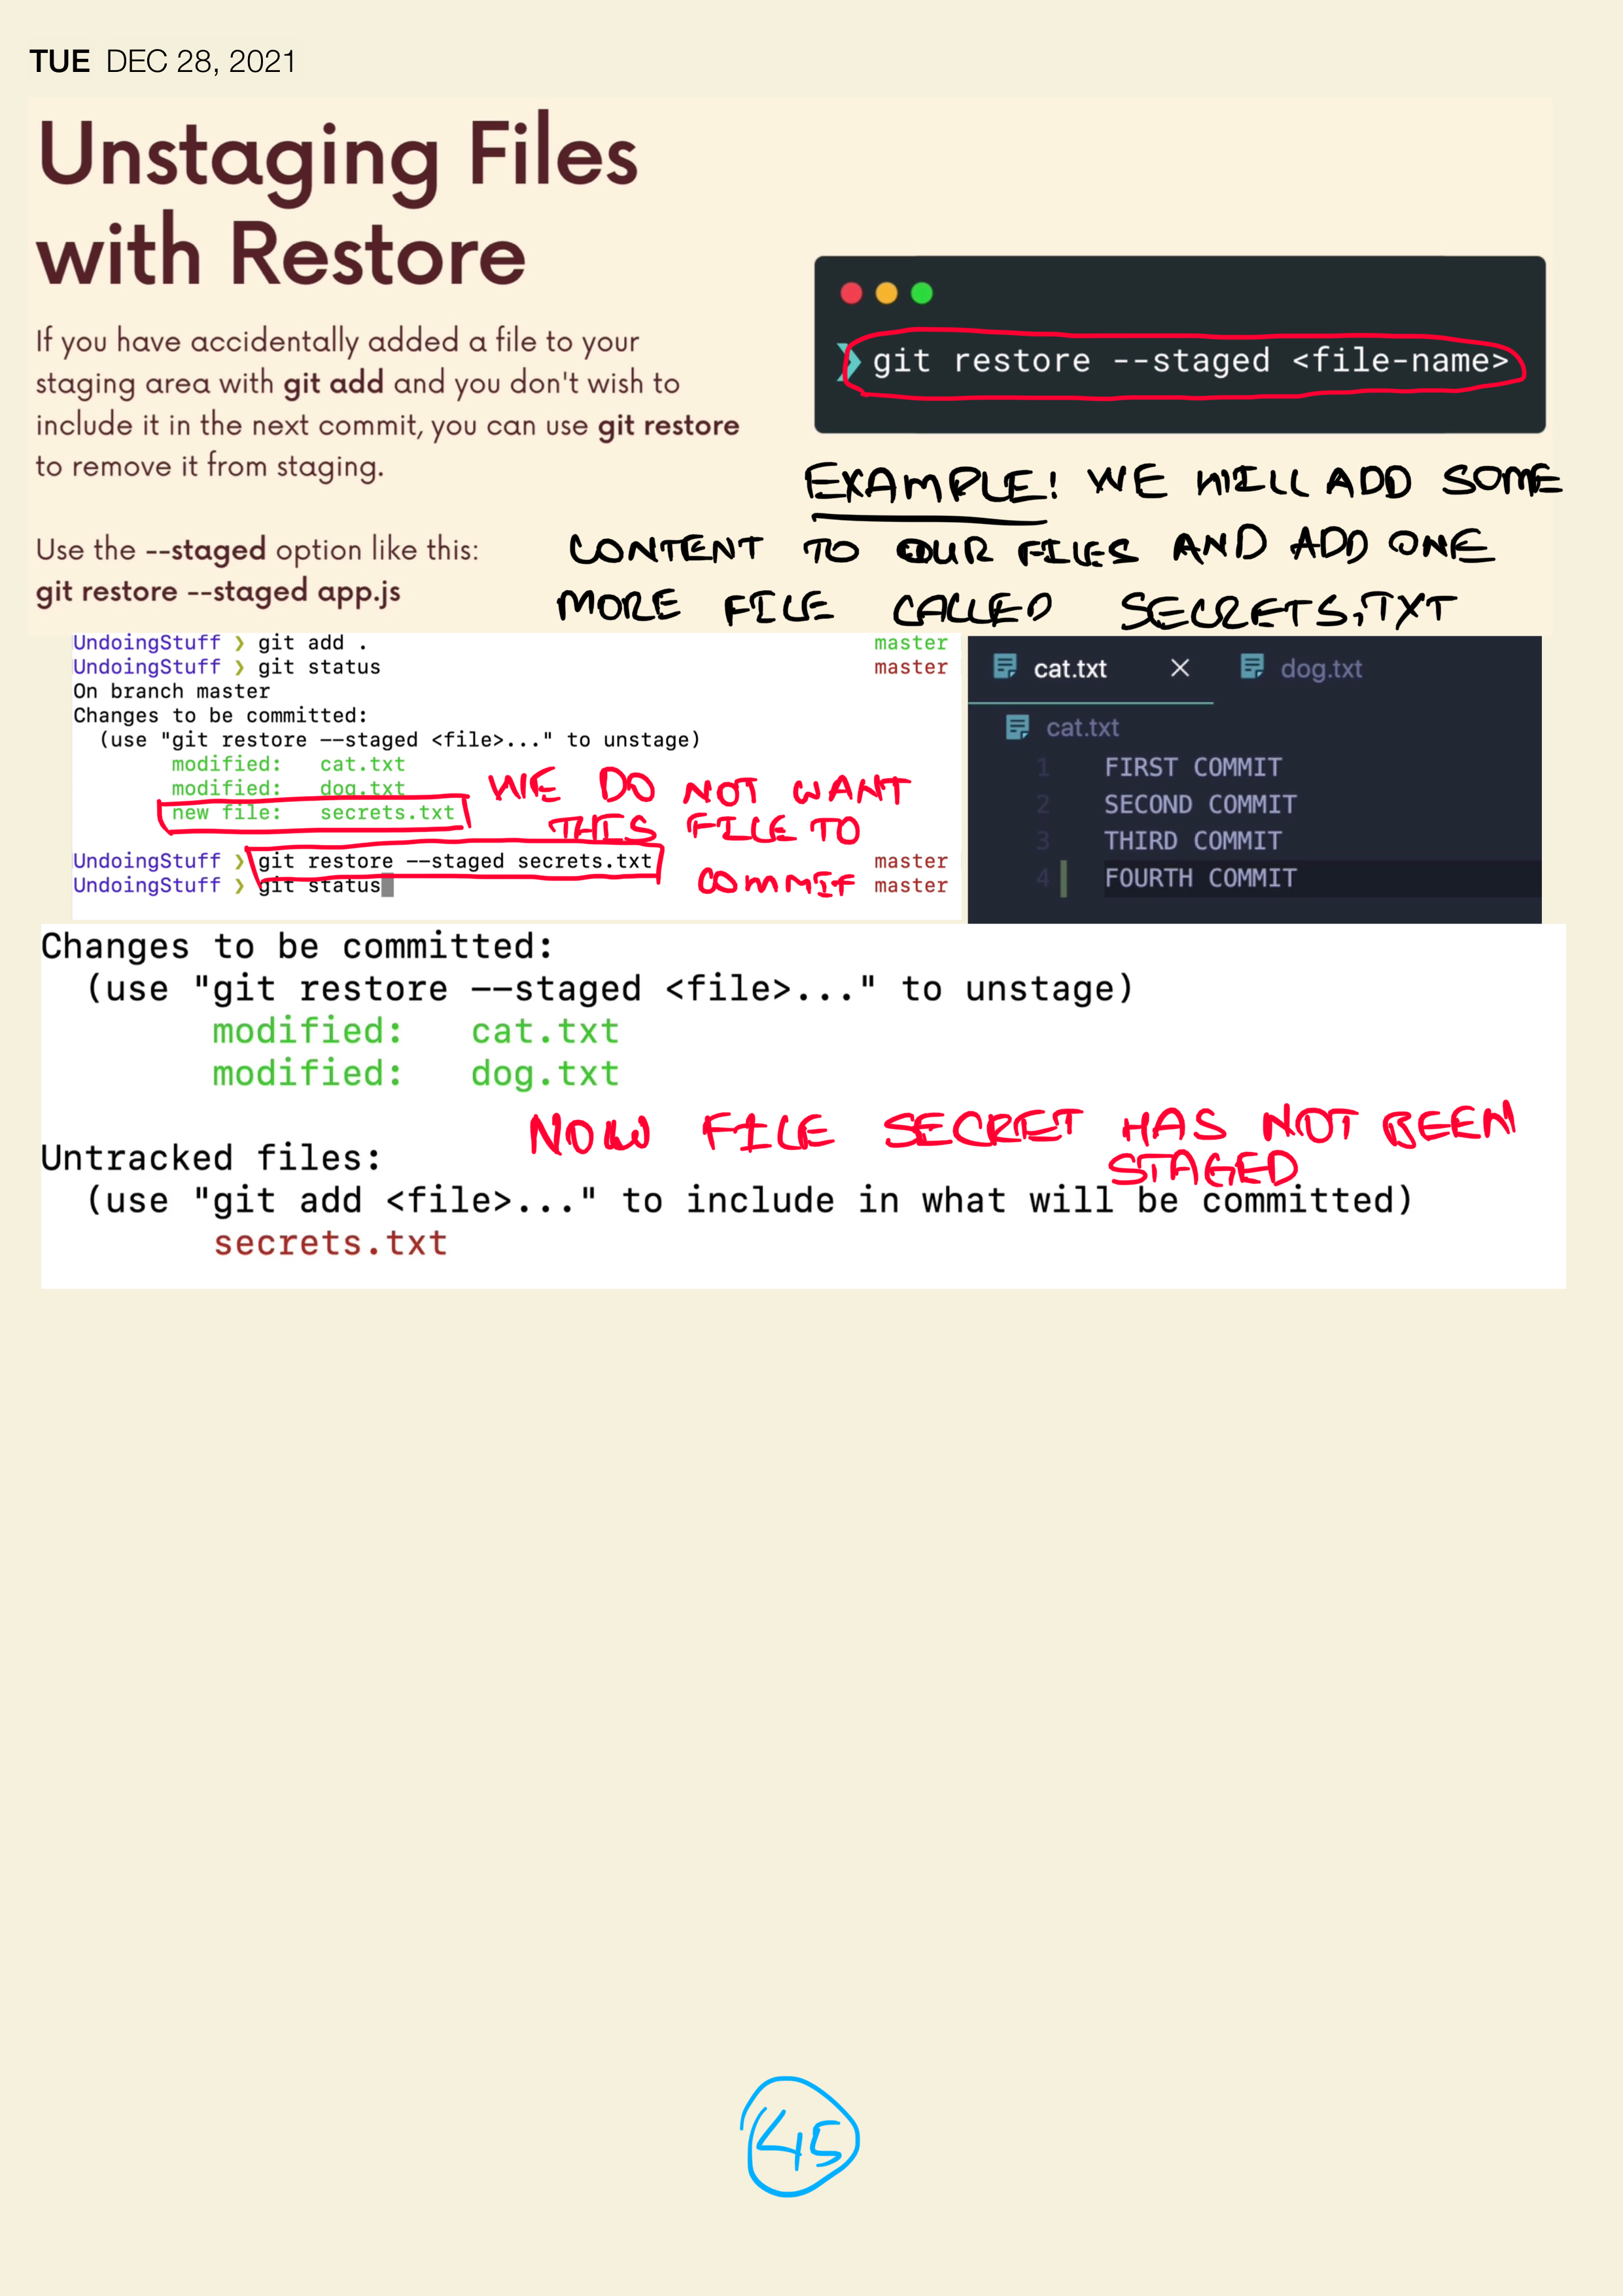 TUE DEC 28, 2021
Unstaging Files
with Restore
If you have accidentally added a file to your
staging area with git add and you don't wish to
include it in the next commit, you can use git restore
to remove it from staging.
Use the --staged option like this:
git restore --staged app.js
❯ git restore --staged <file-name>
EXAMPLE! WE WILL ADD SOME
CONTENT TO OUR FILES AND ADD ONE
MORE FILE CALLED SECRETS.TXT
UndoingStuff ❯ git add . master
UndoingStuff ❯ git status master
On branch master
Changes to be committed:
(use "git restore --staged <file>..." to unstage)
modified: cat.txt
modified: dog.txt
new file: secrets.txt
WE DO NOT WANT
THIS FILE TO
COMMIT
UndoingStuff ❯ git restore --staged secrets.txt master
UndoingStuff ❯ git status master
cat.txt × dog.txt
cat.txt
1 FIRST COMMIT
2 SECOND COMMIT
3 THIRD COMMIT
4 FOURTH COMMIT
Changes to be committed:
(use "git restore --staged <file>..." to unstage)
modified: cat.txt
modified: dog.txt
NOW FILE SECRET HAS NOT BEEN
STAGED
Untracked files:
(use "git add <file>..." to include in what will be committed)
secrets.txt
45